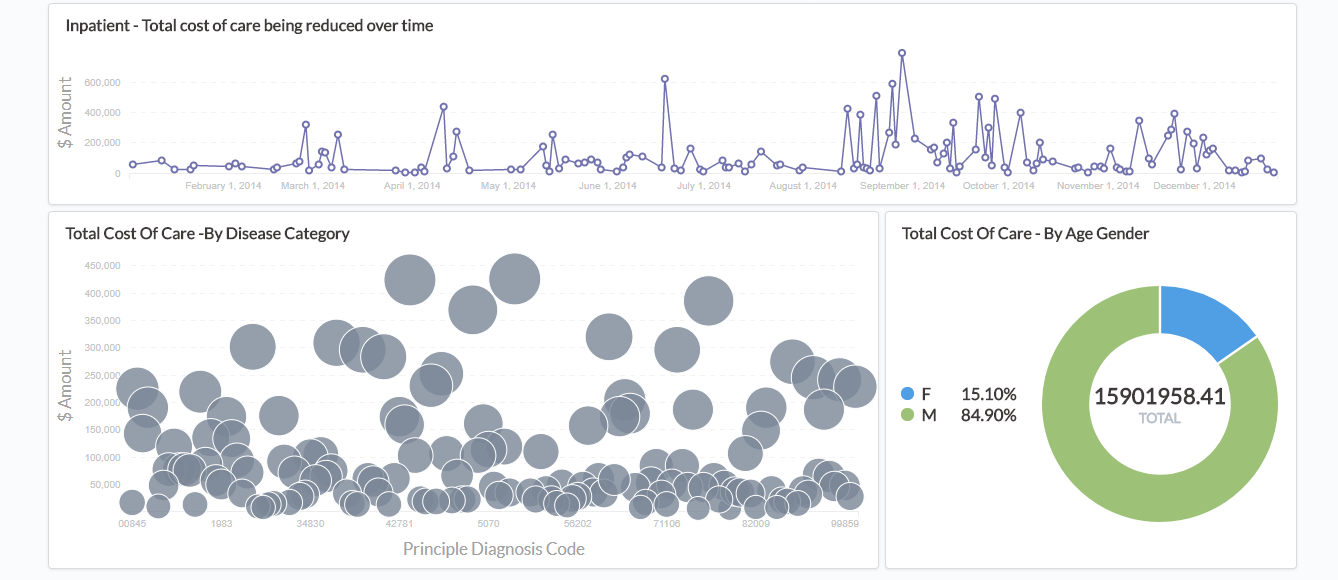 Inpatient - Total cost of care being reduced over time
$ Amount
600,000
400,000
200,000
0
February 1, 2014 March 1, 2014 April 1, 2014 May 1, 2014 June 1, 2014 July 1, 2014 August 1, 2014 September 1, 2014 October 1, 2014 November 1, 2014 December 1, 2014
Total Cost Of Care -By Disease Category
$ Amount
450,000
400,000
350,000
300,000
250,000
200,000
150,000
100,000
50,000
00845 1983 34830 42781 5070 56202 71106 82009 99859
Principle Diagnosis Code
Total Cost Of Care - By Age Gender
F 15.10%
M 84.90%
15901958.41
TOTAL